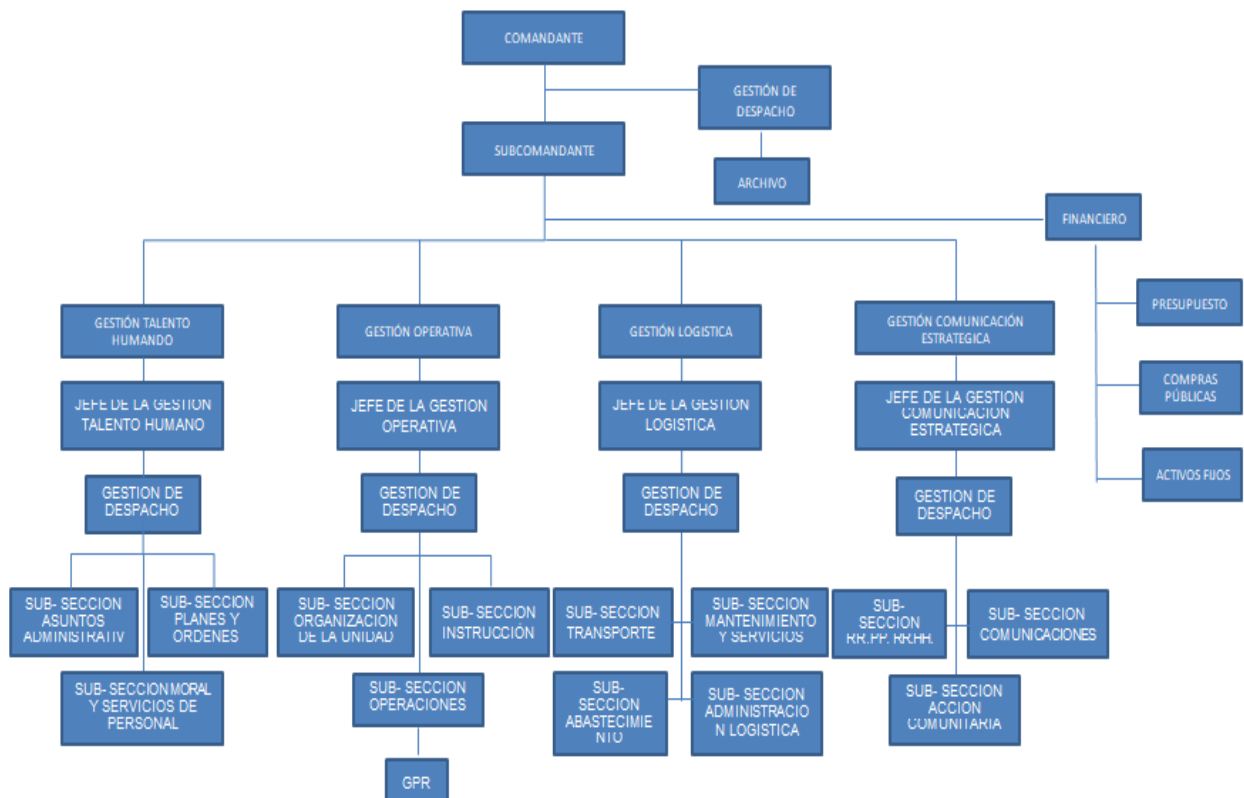 COMANDANTE
GESTIÓN DE
DESPACHO
SUBCOMANDANTE
ARCHIVO
FINANCIERO
PRESUPUESTO
COMPRAS
PÚBLICAS
ACTIVOS FIJOS
GESTIÓN TALENTO
HUMANDO
JEFE DE LA GESTION
TALENTO HUMANO
GESTION DE
DESPACHO
SUB- SECCION
ASUNTOS
ADMINISTRATIV
SUB- SECCION
PLANES Y
ORDENES
SUB- SECCION MORAL
Y SERVICIOS DE
PERSONAL
GESTIÓN OPERATIVA
JEFE DE LA GESTION
OPERATIVA
GESTION DE
DESPACHO
SUB- SECCION
ORGANIZACION
DE LA UNIDAD
SUB- SECCION
INSTRUCCIÓN
SUB- SECCION
OPERACIONES
GPR
GESTIÓN LOGISTICA
JEFE DE LA GESTION
LOGISTICA
GESTION DE
DESPACHO
SUB- SECCION
TRANSPORTE
SUB- SECCION
MANTENIMIENTO
Y SERVICIOS
SUB-
SECCION
ABASTECIMIE
NTO
SUB- SECCION
ADMINISTRACIO
N LOGISTICA
GESTIÓN COMUNICACIÓN
ESTRATEGICA
JEFE DE LA GESTION
COMUNICACION
ESTRATEGICA
GESTION DE
DESPACHO
SUB-
SECCION
RR.PP. RR.HH.
SUB- SECCION
COMUNICACIONES
SUB- SECCION
ACCION
COMUNITARIA